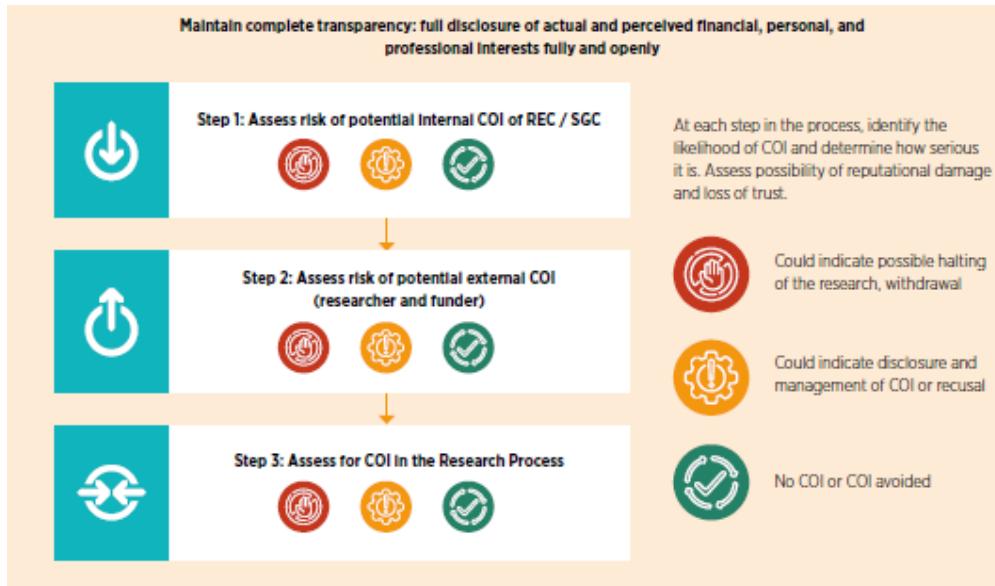 Maintain complete transparency: full disclosure of actual and perceived financial, personal, and
professional interests fully and openly
Step 1: Assess risk of potential internal COI of REC / SGC
At each step in the process, identify the
likelihood of COI and determine how serious
it is. Assess possibility of reputational damage
and loss of trust.
Step 2: Assess risk of potential external COI
(researcher and funder)
Could indicate possible halting
of the research, withdrawal
Could indicate disclosure and
management of COI or recusal
Step 3: Assess for COI in the Research Process
No COI or COI avoided